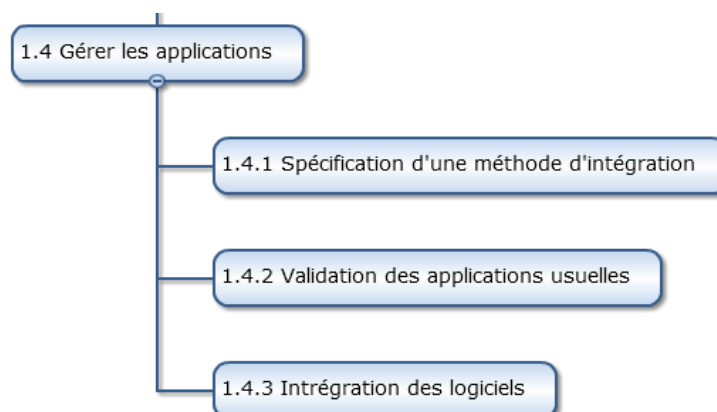 1.4 Gérer les applications
1.4.1 Spécification d'une méthode d'intégration
1.4.2 Validation des applications usuelles
1.4.3 Intrégration des logiciels